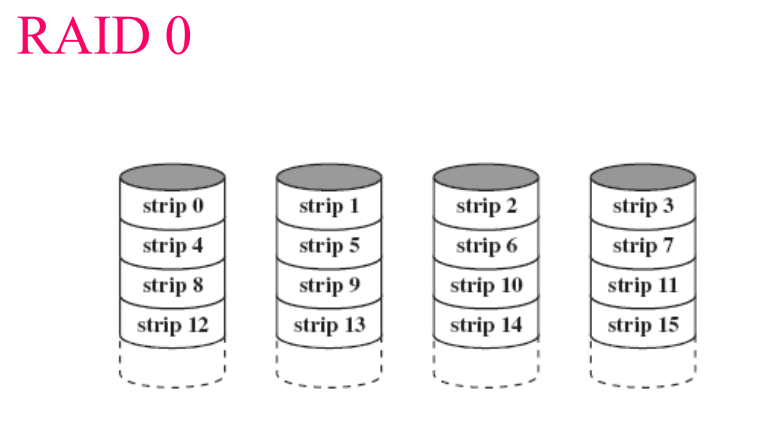 RAID 0
strip 0 strip 1 strip 2 strip 3
strip 4 strip 5 strip 6 strip 7
strip 8 strip 9 strip 10 strip 11
strip 12 strip 13 strip 14 strip 15